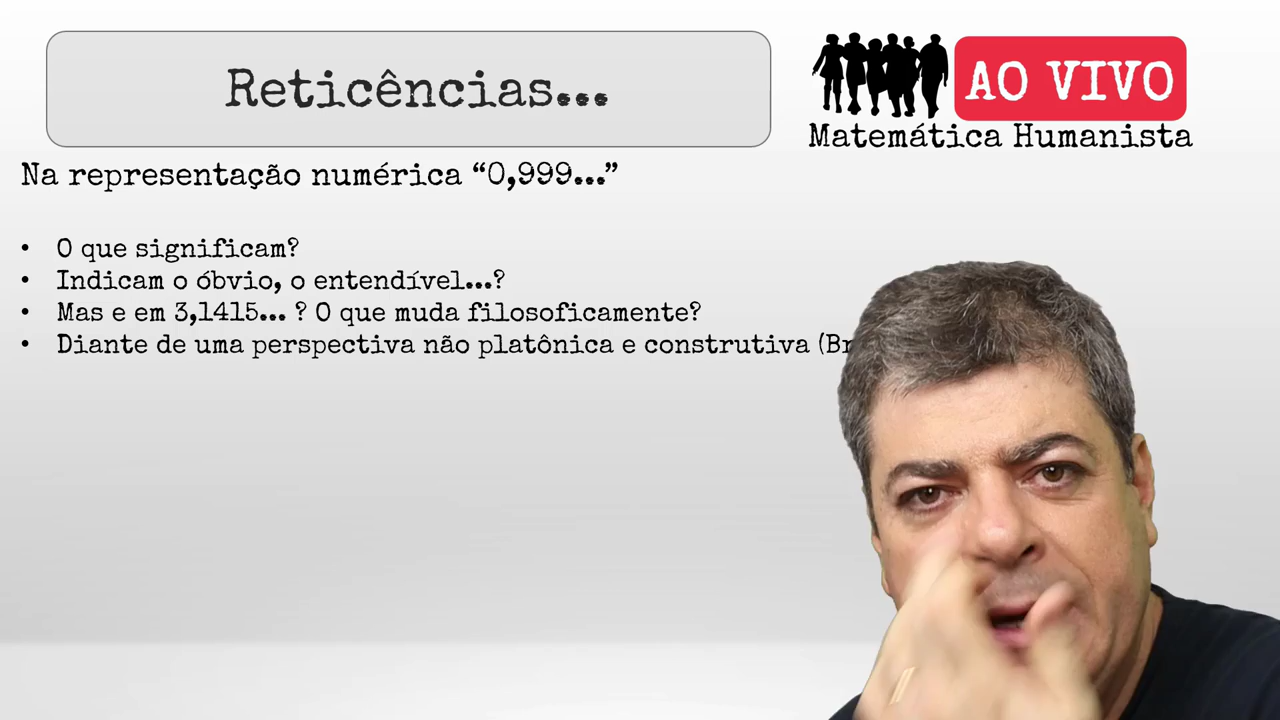 Reticências...
AO VIVO
Matemática Humanista
Na representação numérica “0,999...”
• O que significam?
• Indicam o óbvio, o entendível...?
• Mas e em 3,1415... ? O que muda filosoficamente?
• Diante de uma perspectiva não platônica e construtiva